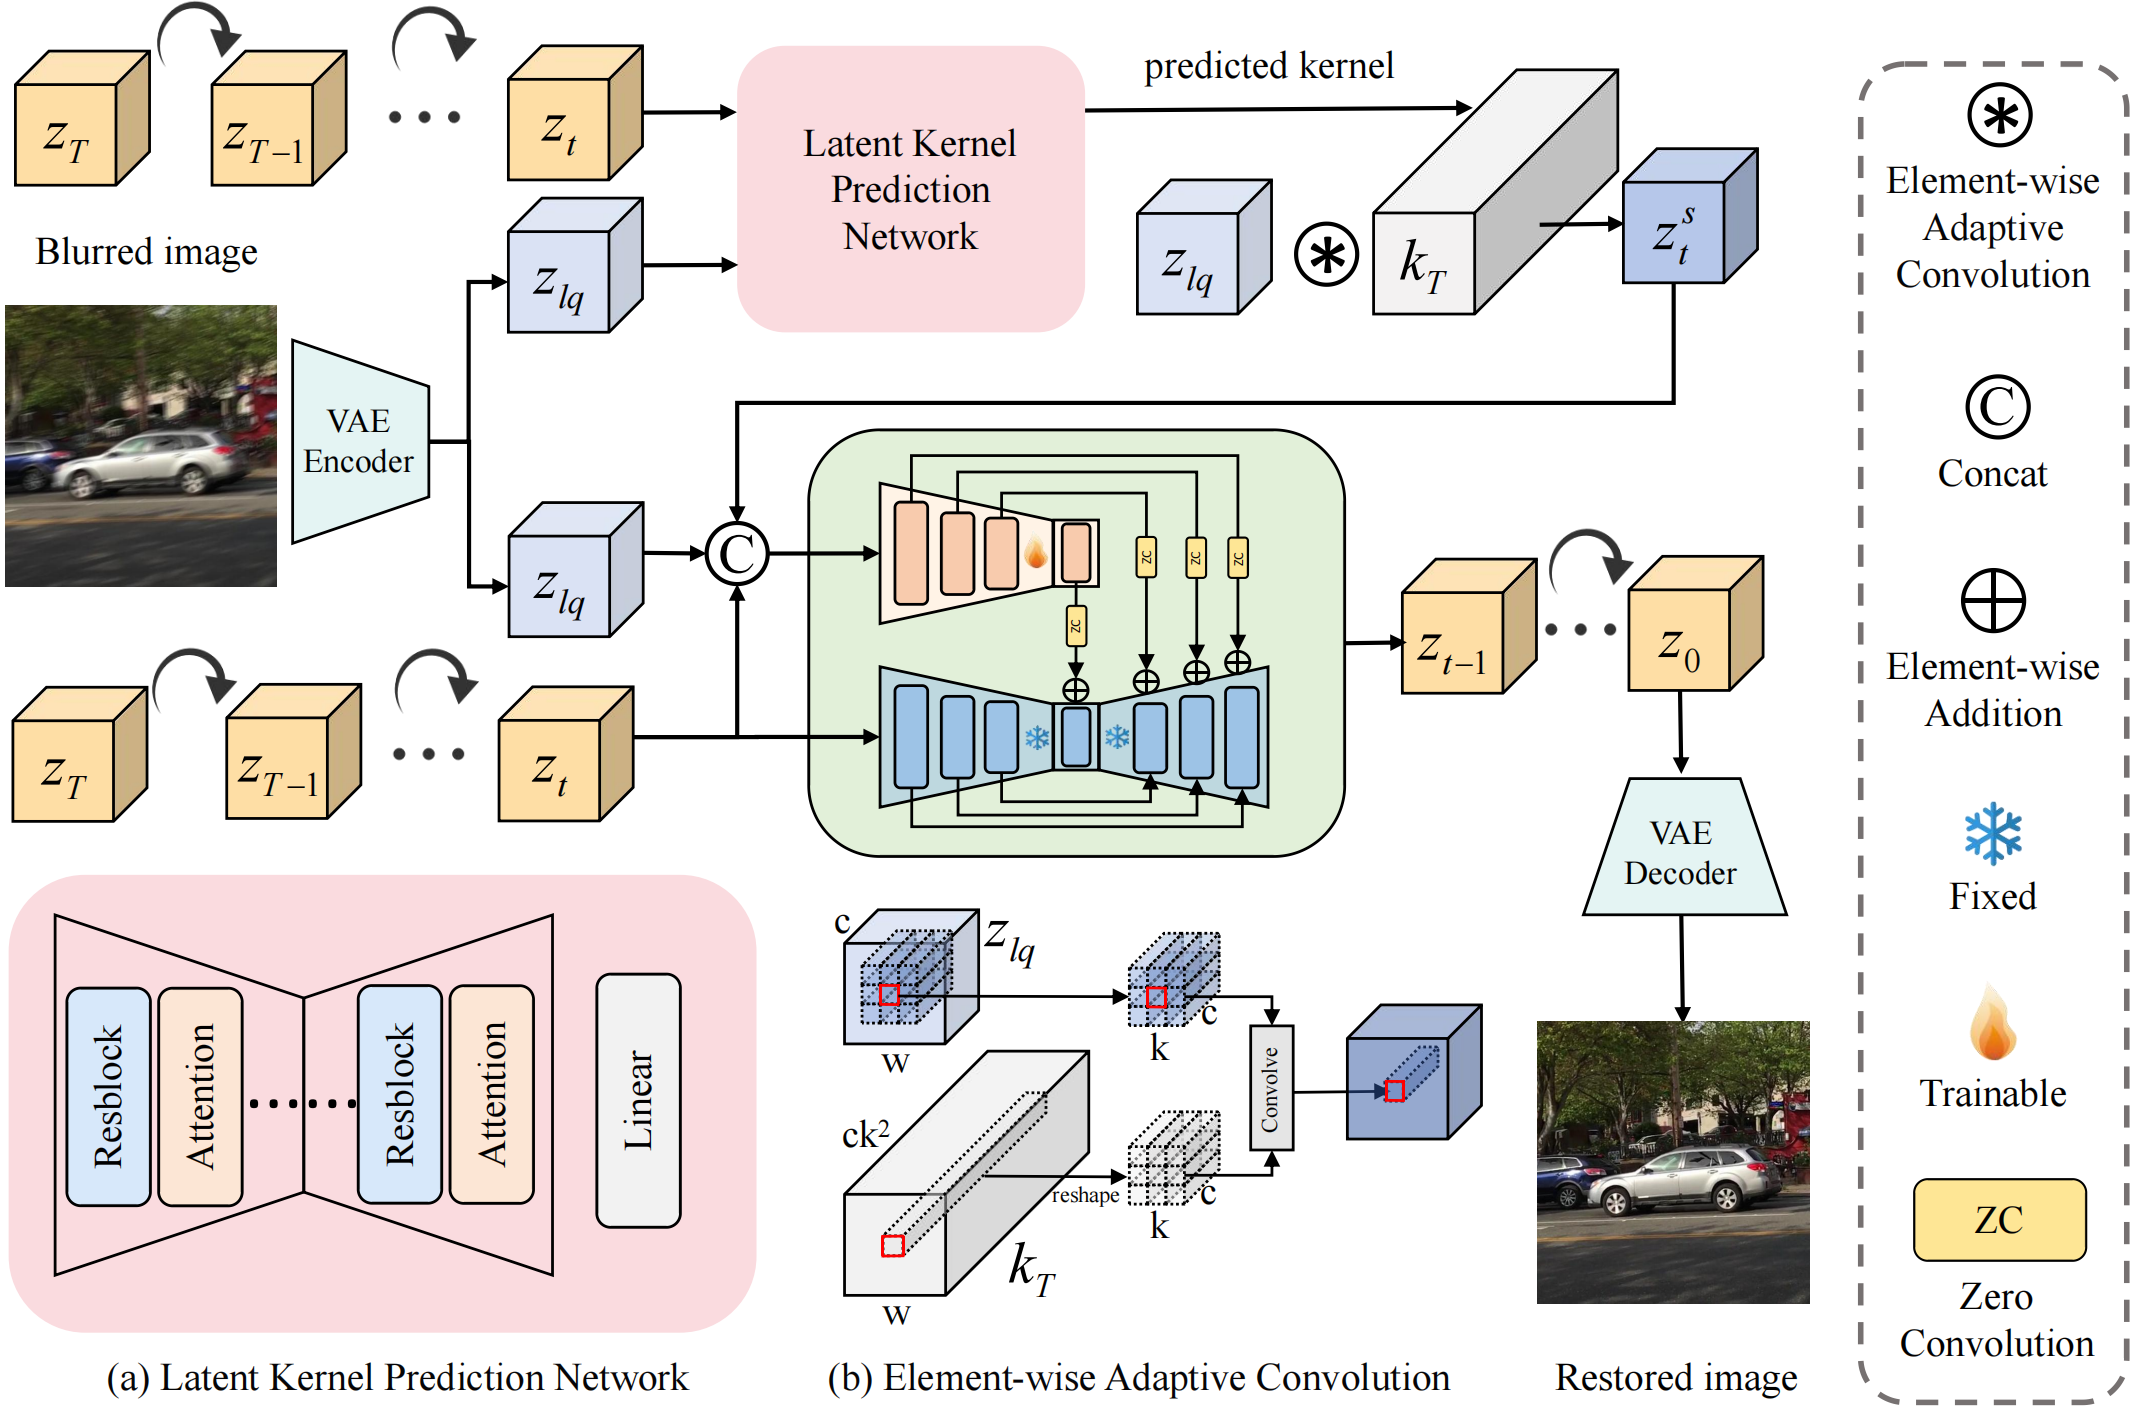 z_T
z_{T-1}
z_t
Latent Kernel
Prediction
Network
predicted kernel
z_{lq}
k_T
z_t^s
Blurred image
z_{lq}
VAE
Encoder
z_{lq}
C
ZC
ZC
ZC
ZC
z_T
z_{T-1}
z_t
z_{t-1}
z_0
VAE
Decoder
Resblock
Attention
Resblock
Attention
Linear
(a) Latent Kernel Prediction Network
c
z_{lq}
w
k
c
ck²
reshape
k_T
w
k
c
Convolve
(b) Element-wise Adaptive Convolution
Restored image
Element-wise
Adaptive
Convolution
C
Concat
Element-wise
Addition
Fixed
Trainable
ZC
Zero
Convolution